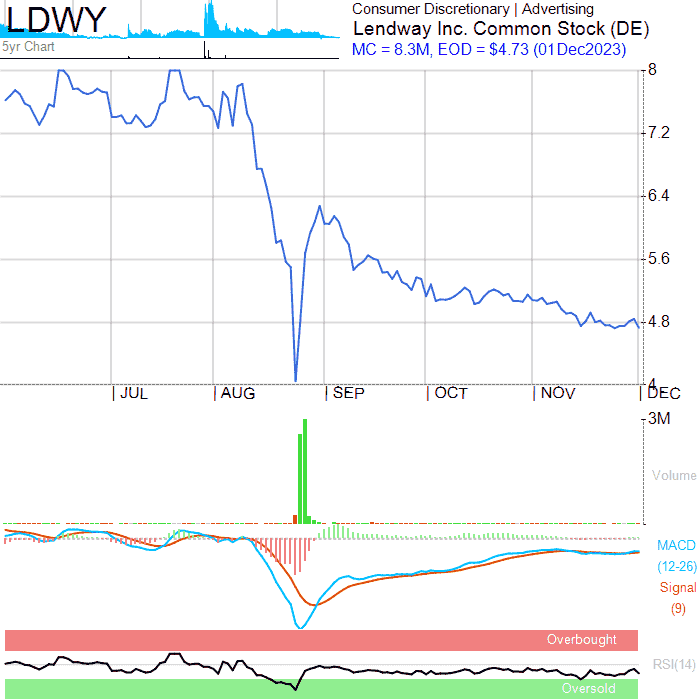 LDWY
5yr Chart
Consumer Discretionary | Advertising
Lendway Inc. Common Stock (DE)
MC = 8.3M, EOD = $4.73 (01Dec2023)
8
7.2
6.4
5.6
4.8
4
JUL AUG SEP OCT NOV DEC
3M
Volume
MACD
(12-26)
Signal
(9)
Overbought
RSI(14)
Oversold